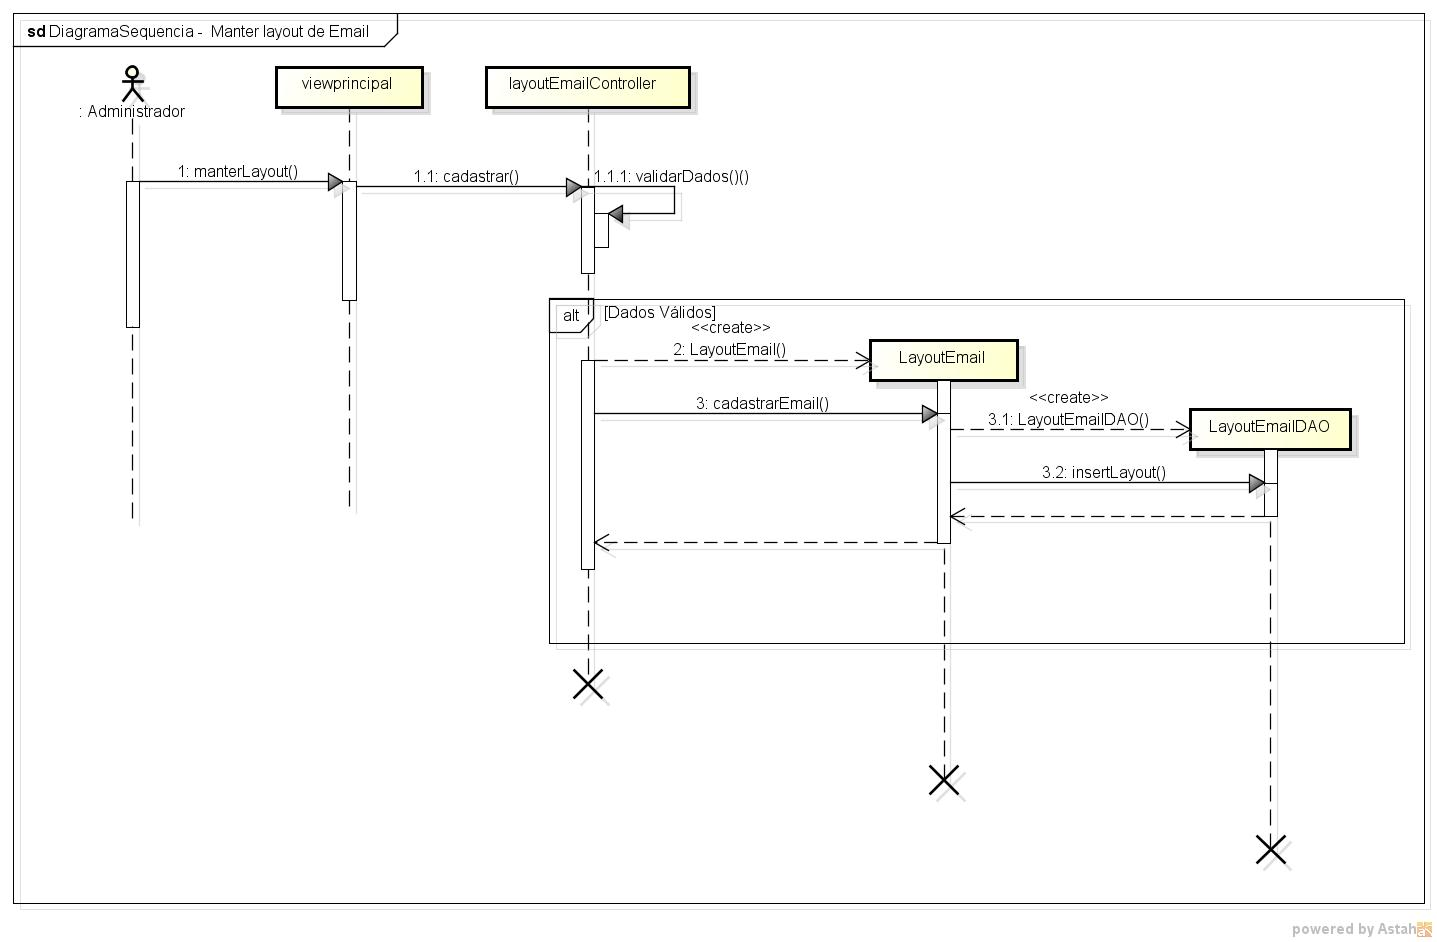 sd DiagramaSequencia - Manter layout de Email
: Administrador
viewprincipal
layoutEmailController
1: manterLayout()
1.1: cadastrar()
1.1.1: validarDados()()
alt
[Dados Válidos]
<<create>>
2: LayoutEmail()
LayoutEmail
3: cadastrarEmail()
<<create>>
3.1: LayoutEmailDAO()
LayoutEmailDAO
3.2: insertLayout()
powered by Astah